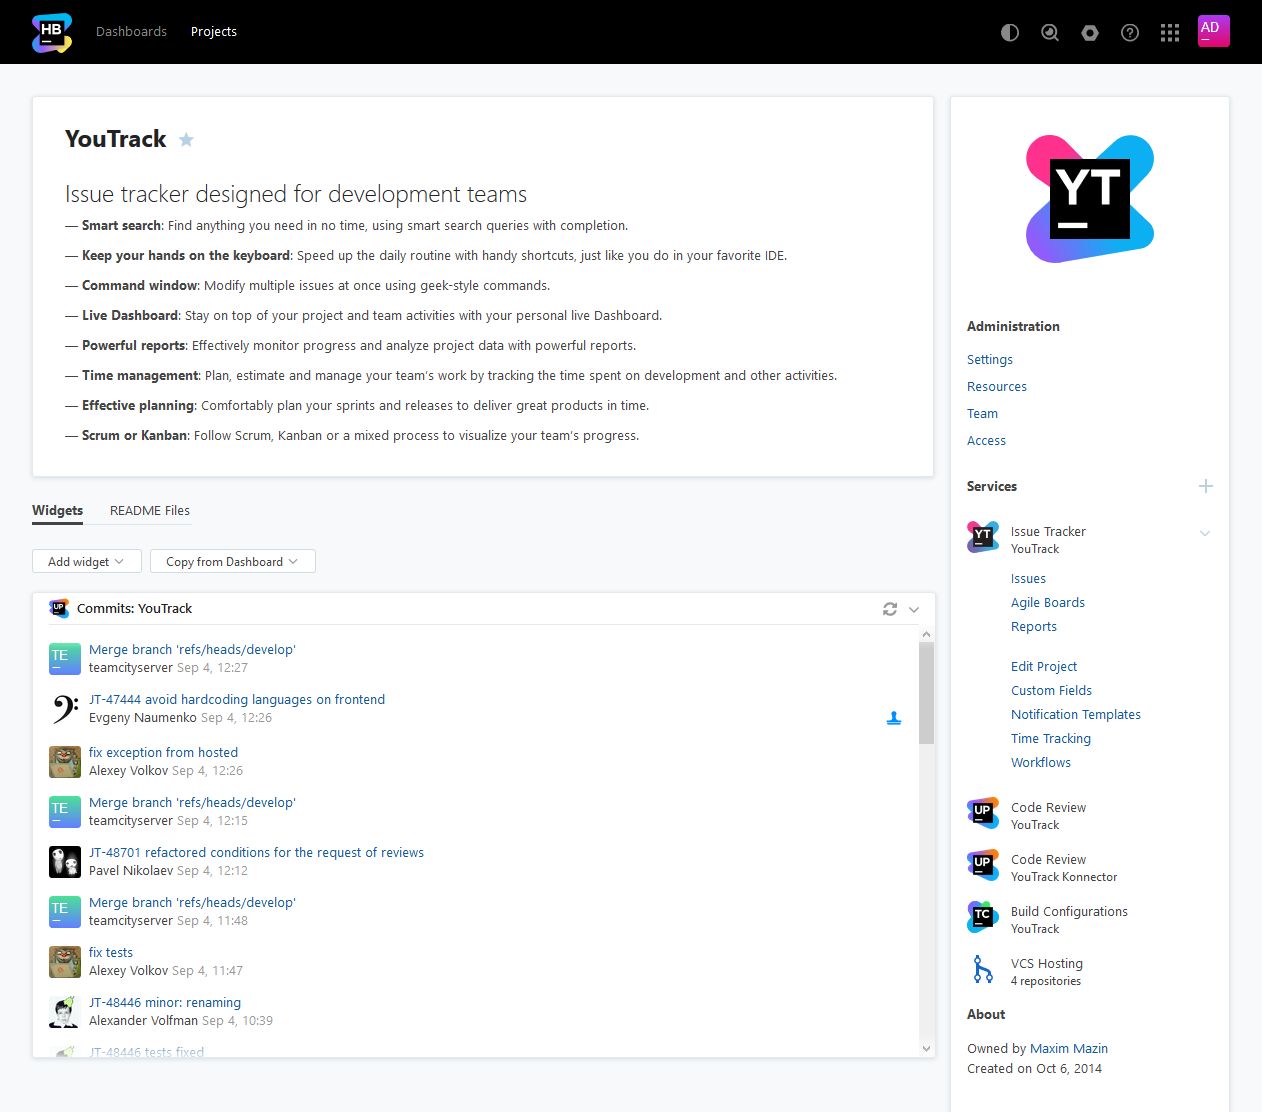 HB
Dashboards
Projects
AD
YouTrack
Issue tracker designed for development teams
— Smart search: Find anything you need in no time, using smart search queries with completion.
— Keep your hands on the keyboard: Speed up the daily routine with handy shortcuts, just like you do in your favorite IDE.
— Command window: Modify multiple issues at once using geek-style commands.
— Live Dashboard: Stay on top of your project and team activities with your personal live Dashboard.
— Powerful reports: Effectively monitor progress and analyze project data with powerful reports.
— Time management: Plan, estimate and manage your team's work by tracking the time spent on development and other activities.
— Effective planning: Comfortably plan your sprints and releases to deliver great products in time.
— Scrum or Kanban: Follow Scrum, Kanban or a mixed process to visualize your team's progress.
Widgets
README Files
Add widget
Copy from Dashboard
UP
Commits: YouTrack
TE
Merge branch 'refs/heads/develop'
teamcityserver Sep 4, 12:27
JT-47444 avoid hardcoding languages on frontend
Evgeny Naumenko Sep 4, 12:26
fix exception from hosted
Alexey Volkov Sep 4, 12:26
TE
Merge branch 'refs/heads/develop'
teamcityserver Sep 4, 12:15
JT-48701 refactored conditions for the request of reviews
Pavel Nikolaev Sep 4, 12:12
TE
Merge branch 'refs/heads/develop'
teamcityserver Sep 4, 11:48
fix tests
Alexey Volkov Sep 4, 11:47
JT-48446 minor: renaming
Alexander Volfman Sep 4, 10:39
JT-48446 tests fixed
YT
Administration
Settings
Resources
Team
Access
Services
YT
Issue Tracker
YouTrack
Issues
Agile Boards
Reports
Edit Project
Custom Fields
Notification Templates
Time Tracking
Workflows
UP
Code Review
YouTrack
UP
Code Review
YouTrack Konnector
TC
Build Configurations
YouTrack
VCS Hosting
4 repositories
About
Owned by Maxim Mazin
Created on Oct 6, 2014